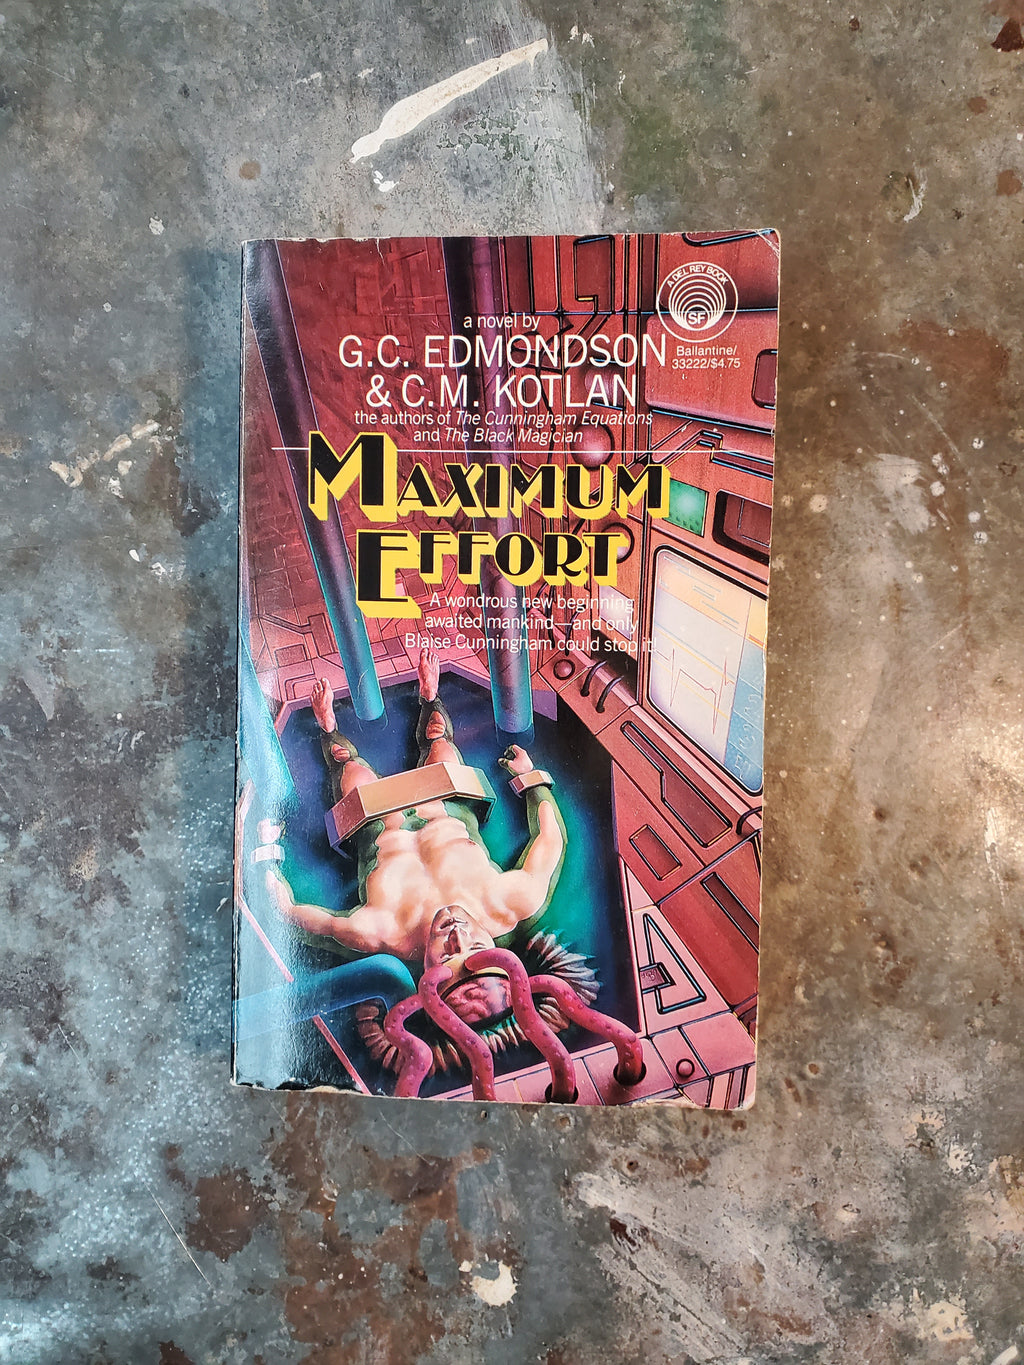 A DEL REY BOOK
SF
Ballantine/
33222/$4.75
a novel by
G.C. EDMONDSON
& C.M. KOTLAN
the authors of The Cunningham Equations
and The Black Magician
MAXIMUM
EFFORT
A wondrous new beginning
awaited mankind—and only
Blaise Cunningham could stop it!